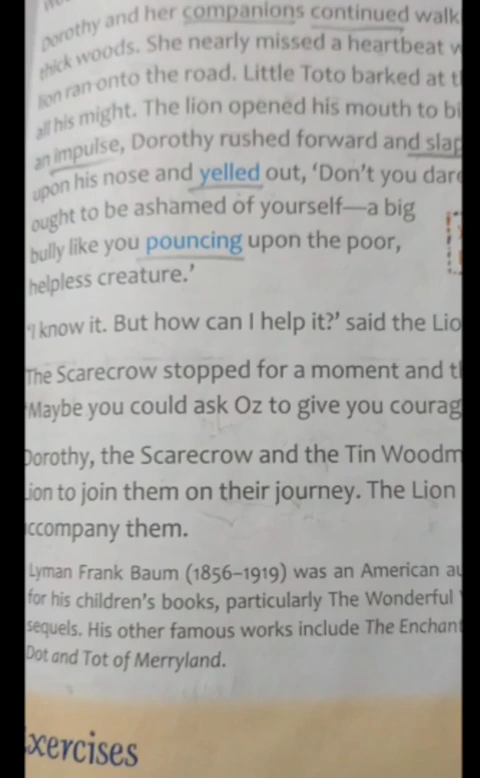 Dorothy and her companions continued walk
thick woods. She nearly missed a heartbeat w
lion ran onto the road. Little Toto barked at t
all his might. The lion opened his mouth to bi
an impulse, Dorothy rushed forward and slap
upon his nose and yelled out, ‘Don’t you dare
ought to be ashamed of yourself—a big
bully like you pouncing upon the poor,
helpless creature.’
‘I know it. But how can I help it?’ said the Lio
The Scarecrow stopped for a moment and t
‘Maybe you could ask Oz to give you courag
Dorothy, the Scarecrow and the Tin Woodm
Lion to join them on their journey. The Lion
ccompany them.
Lyman Frank Baum (1856–1919) was an American au
for his children’s books, particularly The Wonderful
sequels. His other famous works include The Enchant
Dot and Tot of Merryland.
xercises